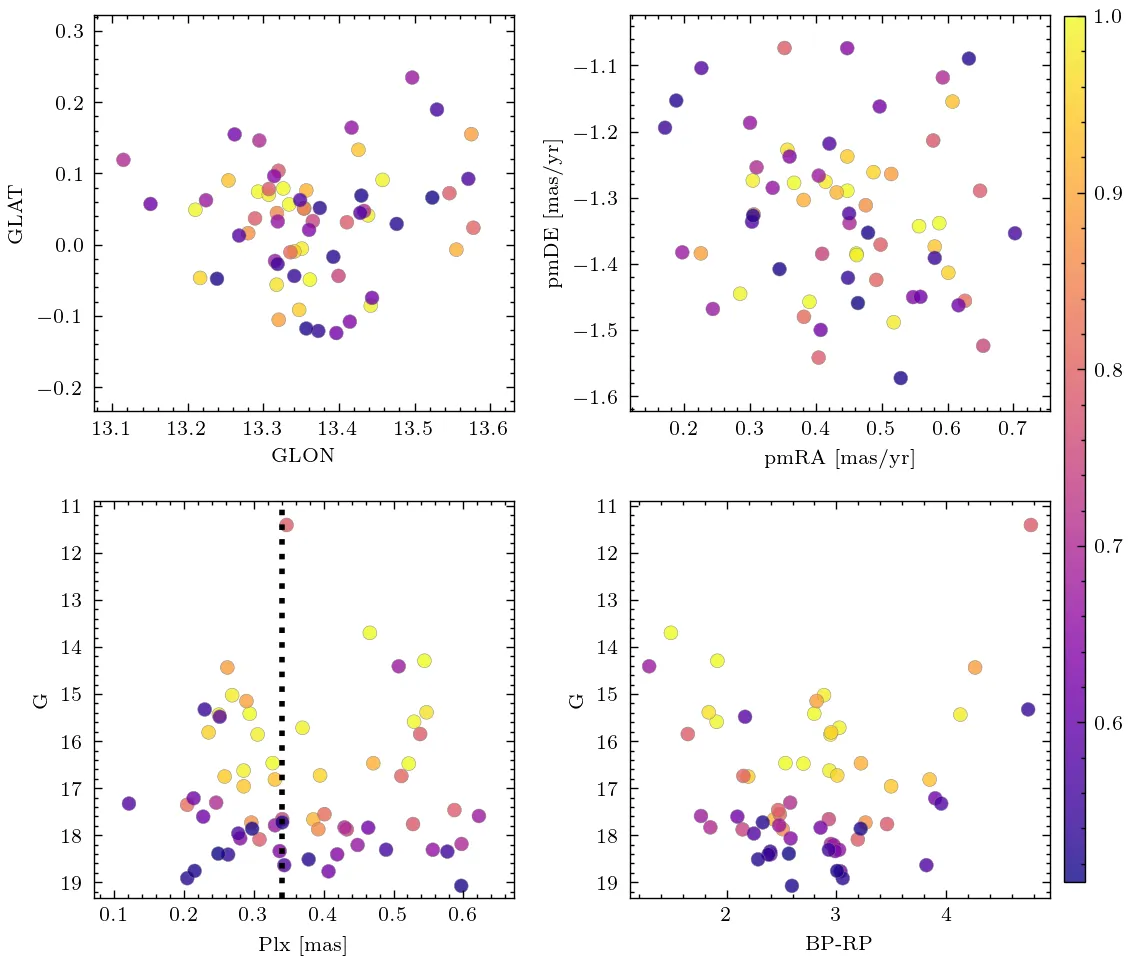 0.3
0.2
0.1
0.0
−0.1
−0.2
GLAT
13.1 13.2 13.3 13.4 13.5 13.6
GLON
−1.1
−1.2
−1.3
−1.4
−1.5
−1.6
pmDE [mas/yr]
0.2 0.3 0.4 0.5 0.6 0.7
pmRA [mas/yr]
1.0
0.9
0.8
0.7
0.6
11
12
13
14
15
16
17
18
19
G
0.1 0.2 0.3 0.4 0.5 0.6
Plx [mas]
11
12
13
14
15
16
17
18
19
G
2 3 4
BP-RP